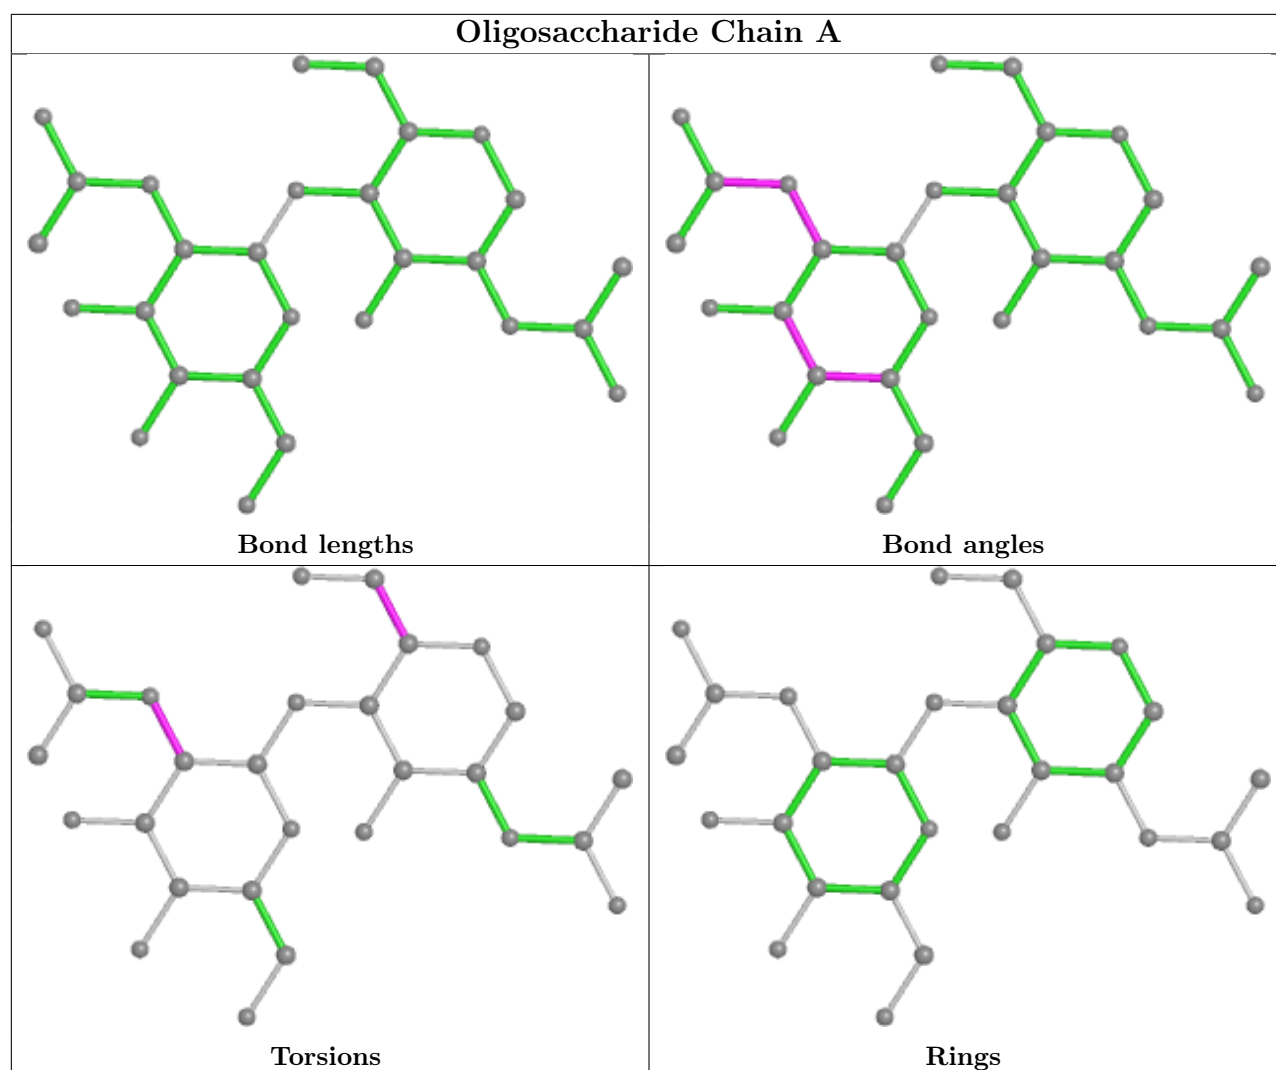 Oligosaccharide Chain A
Bond lengths
Bond angles
Torsions
Rings